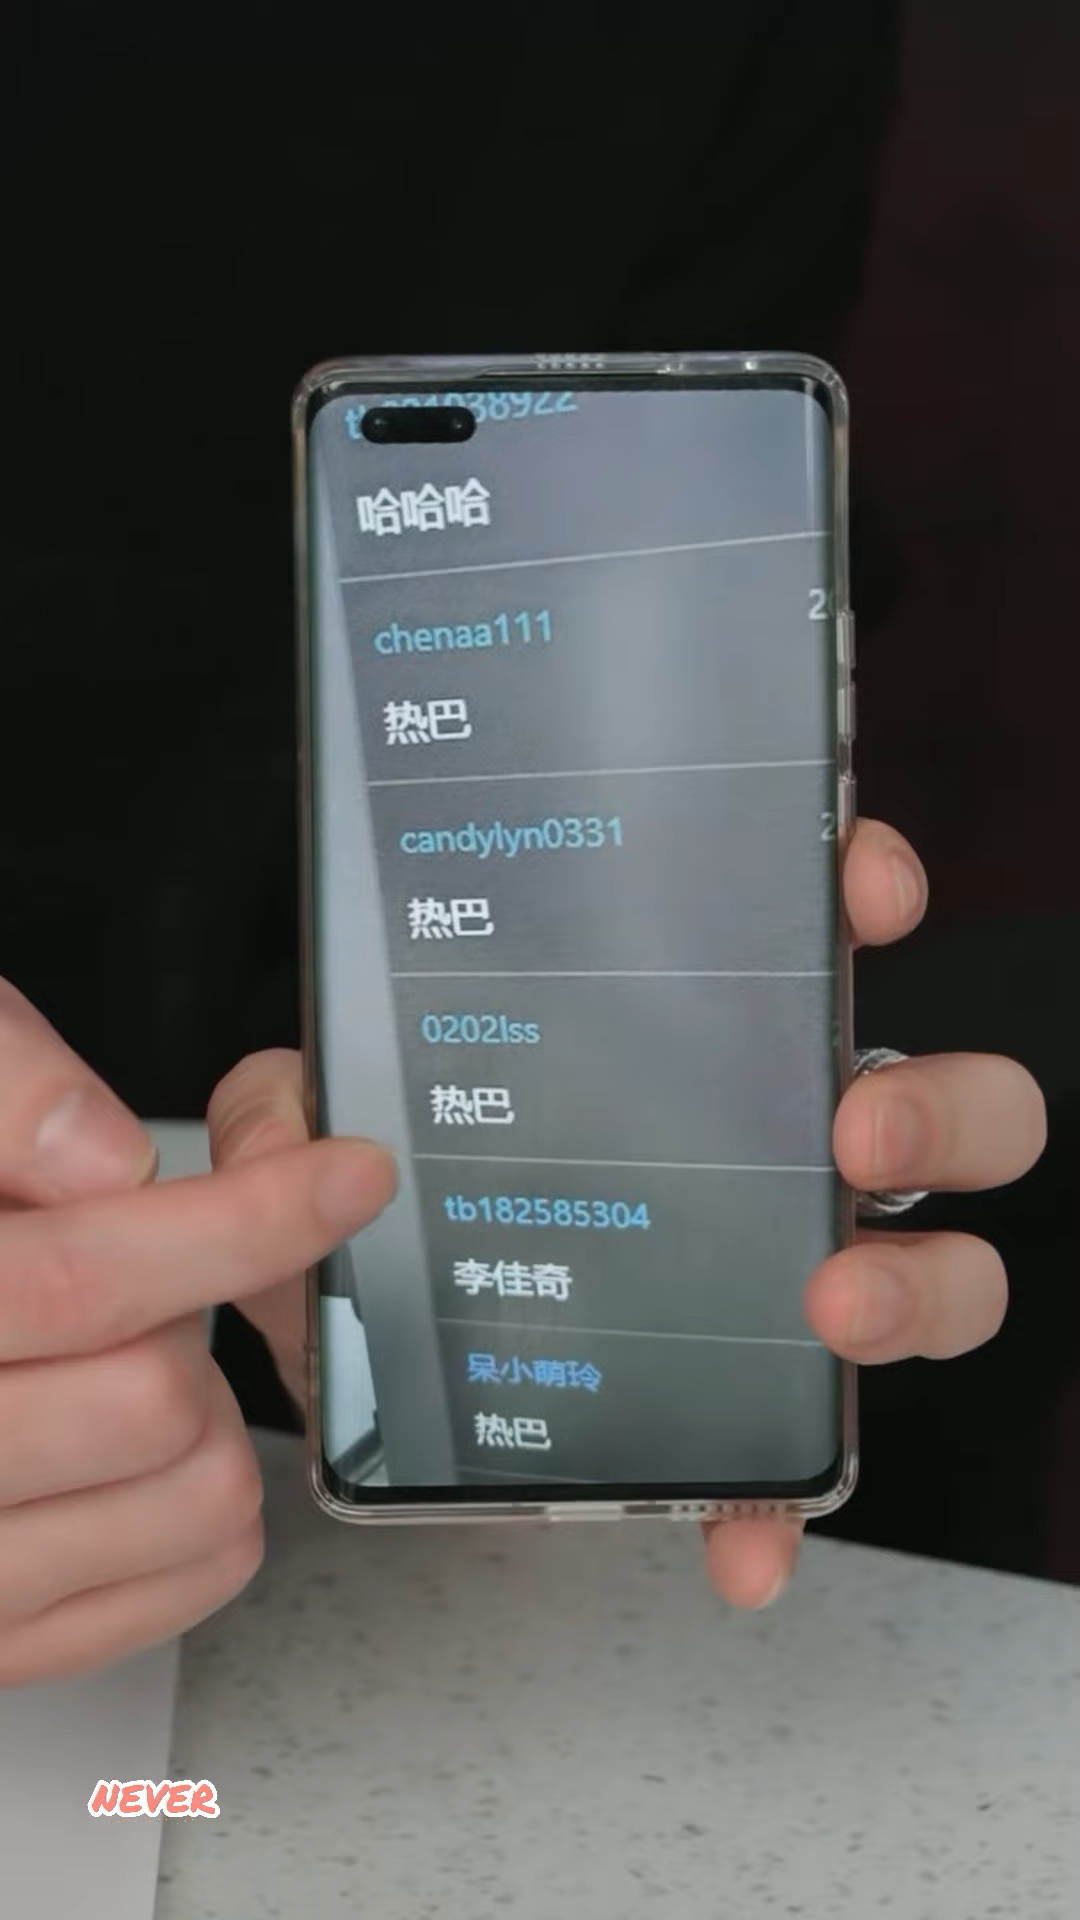 哈哈哈
chenaa111
热巴
candylyn0331
热巴
0202lss
热巴
tb182585304
李佳奇
呆小萌玲
热巴
NEVER